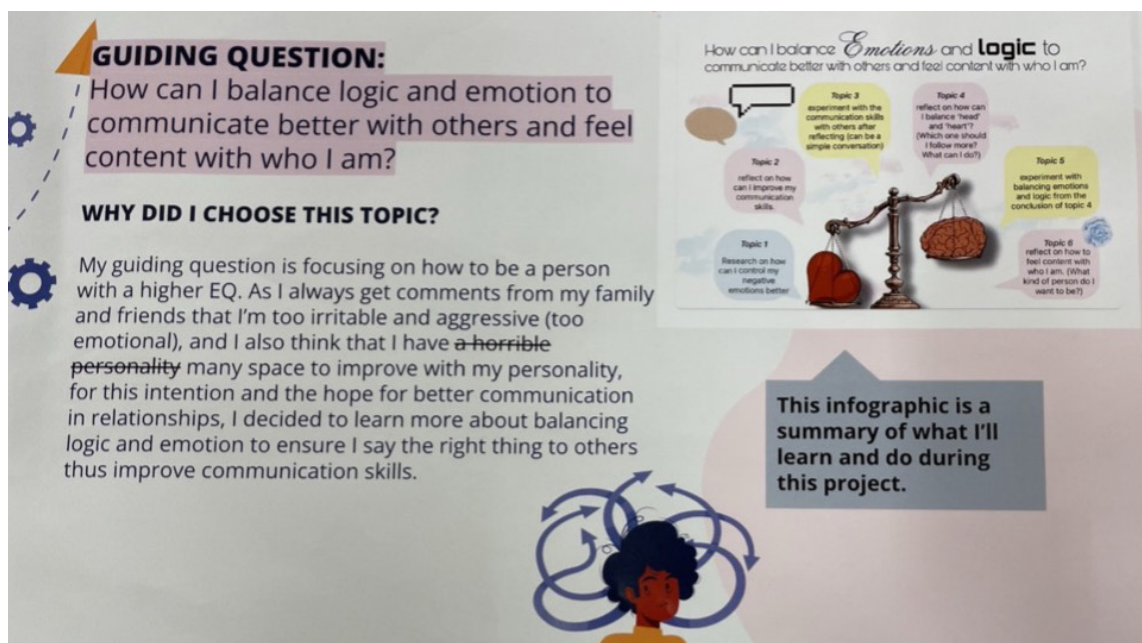 GUIDING QUESTION:
How can I balance logic and emotion to
communicate better with others and feel
content with who I am?
WHY DID I CHOOSE THIS TOPIC?
My guiding question is focusing on how to be a person
with a higher EQ. As I always get comments from my family
and friends that I'm too irritable and aggressive (too
emotional), and I also think that I have a horrible
personality many space to improve with my personality,
for this intention and the hope for better communication
in relationships, I decided to learn more about balancing
logic and emotion to ensure I say the right thing to others
thus improve communication skills.
How can I balance Emotions and logic to
communicate better with others and feel content with who I am?
Topic 1
Research on how
can I control my
negative
emotions better
Topic 2
reflect on how
can I improve my
communication
skills.
Topic 3
experiment with the
communication skills
with others after
reflecting (can be a
simple conversation)
Topic 4
reflect on how can
I balance 'head'
and 'heart'?
(Which one should
I follow more?
What can I do?)
Topic 5
experiment with
balancing emotions
and logic from the
conclusion of topic 4
Topic 6
reflect on how to
feel content with
who I am. (What
kind of person do I
want to be?)
This infographic is a
summary of what I'll
learn and do during
this project.